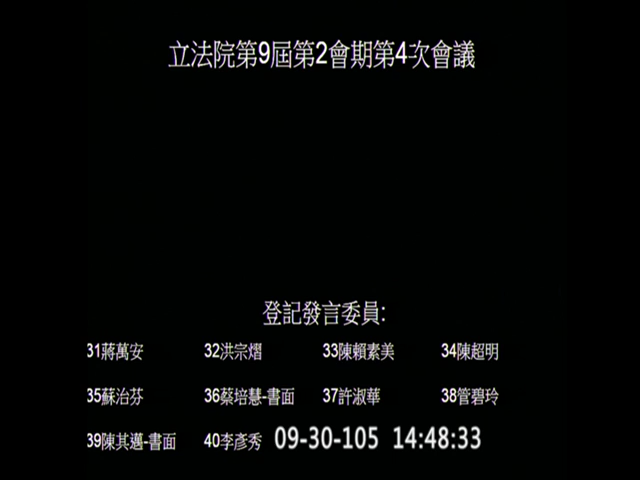 立法院第9屆第2會期第4次會議
登記發言委員:
31蔣萬安 32洪宗熠 33陳賴素美 34陳超明
35蘇治芬 36蔡培慧-書面 37許淑華 38管碧玲
39陳其邁-書面 40李彥秀 09-30-105 14:48:33